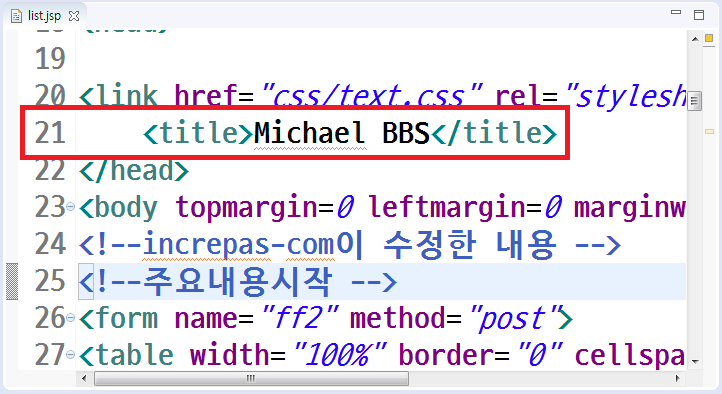 list.jsp
18 <head>
19
20 <link href="css/text.css" rel="stylesh
21 <title>Michael BBS</title>
22 </head>
23 <body topmargin=0 leftmargin=0 marginw
24 <!--increpas-com이 수정한 내용 -->
25 <!--주요내용시작 -->
26 <form name="ff2" method="post">
27 <table width="100%" border="0" cellspa